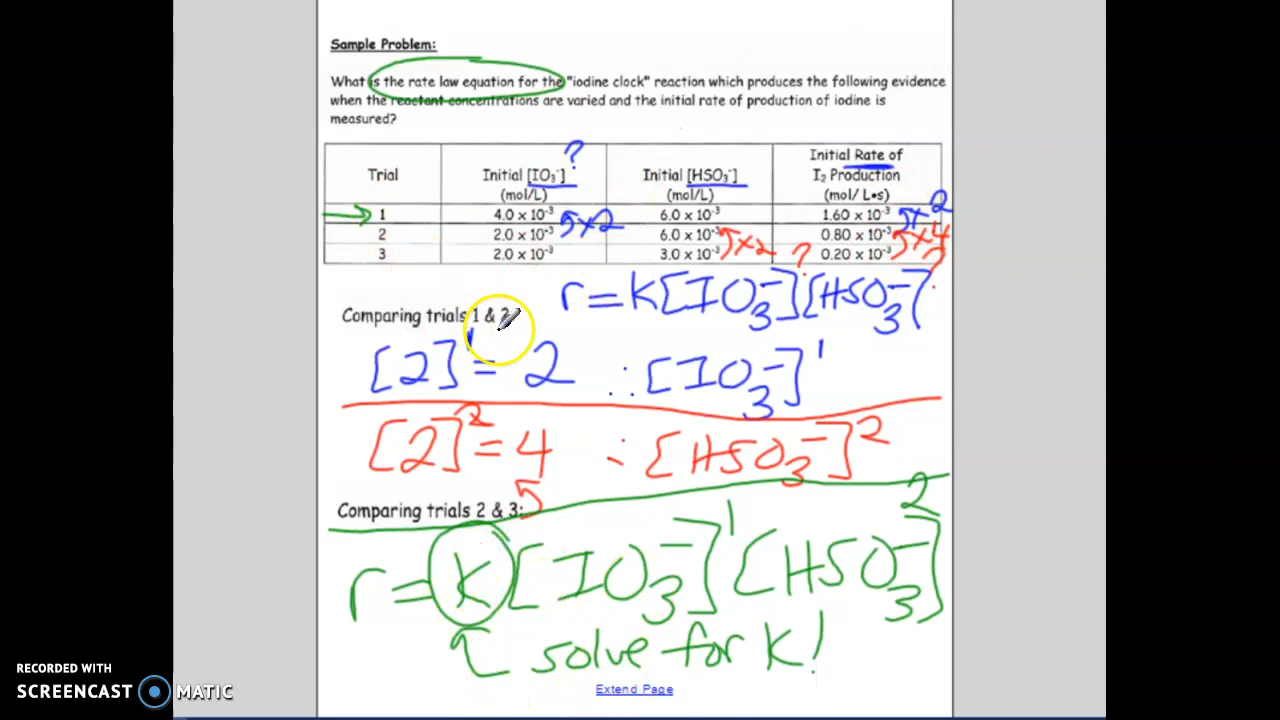 Sample Problem:
What is the rate law equation for the "iodine clock" reaction which produces the following evidence
when the reactant concentrations are varied and the initial rate of production of iodine is
measured?
Trial Initial [IO₃⁻] ? (mol/L) Initial [HSO₃⁻] (mol/L) Initial Rate of I₂ Production (mol/ L•s)
1 4.0 x 10⁻³ 6.0 x 10⁻³ 1.60 x 10⁻³ x2
2 2.0 x 10⁻³ x2 6.0 x 10⁻³ 0.80 x 10⁻³ x4
3 2.0 x 10⁻³ 3.0 x 10⁻³ x2 ? 0.20 x 10⁻³ ?
r = k[IO₃⁻][HSO₃⁻]
Comparing trials 1 & 2:
[2]¹ = 2 ∴ [IO₃⁻]¹
[2]² = 4 ∴ [HSO₃⁻]²
Comparing trials 2 & 3:
r = k[IO₃⁻]¹[HSO₃⁻]²
solve for k!
Extend Page
RECORDED WITH
SCREENCAST MATIC